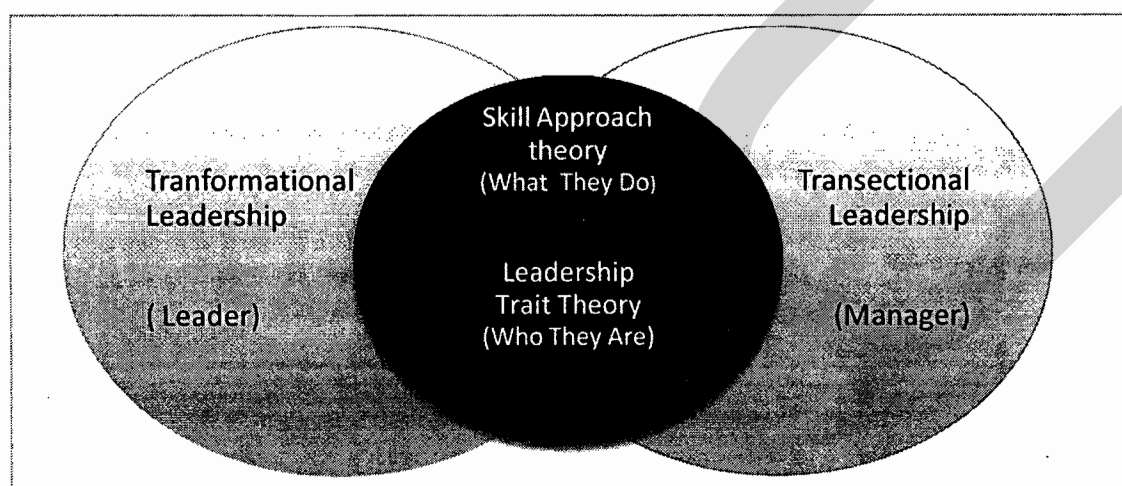 Skill Approach
theory
(What They Do)
Tranformational
Leadership
(Leader)
Leadership
Trait Theory
(Who They Are)
Transectional
Leadership
(Manager)